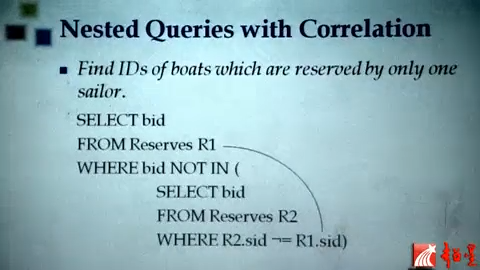 Nested Queries with Correlation
Find IDs of boats which are reserved by only one
sailor.
SELECT bid
FROM Reserves R1
WHERE bid NOT IN (
SELECT bid
FROM Reserves R2
WHERE R2.sid ¬= R1.sid)